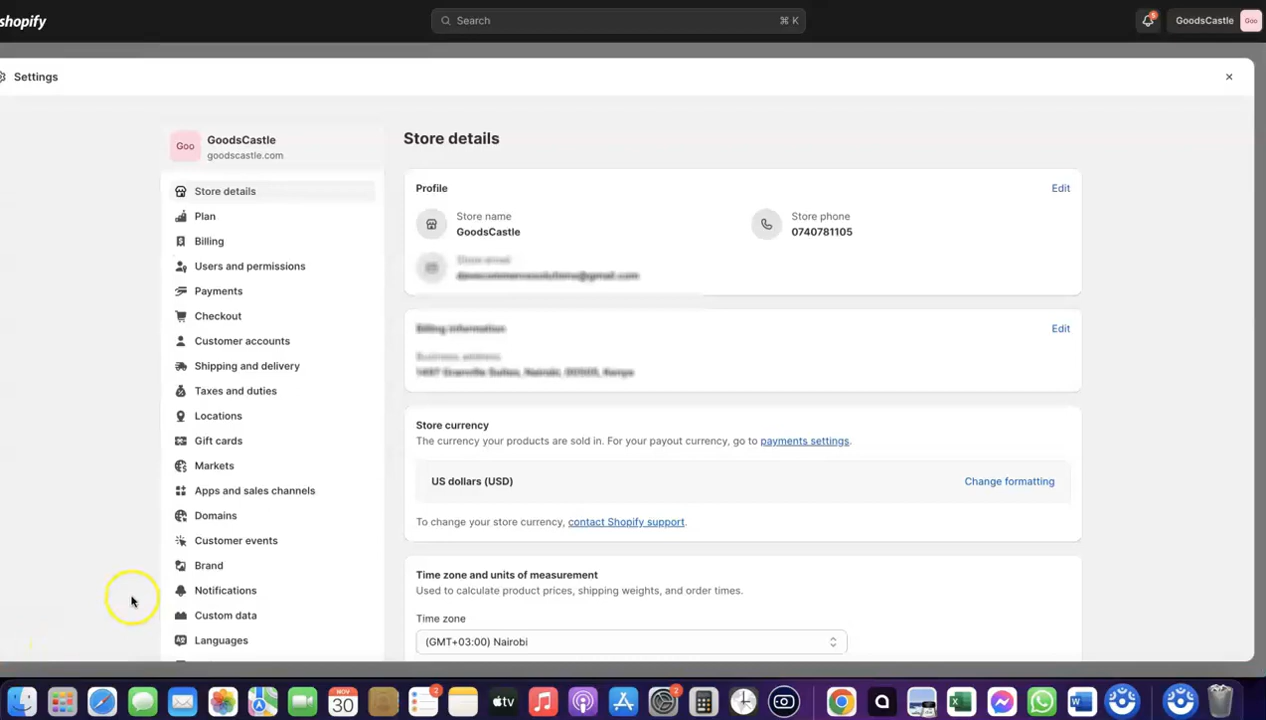 shopify
Search
⌘ K
5
GoodsCastle
Goo
Settings
Goo
GoodsCastle
goodscastle.com
Store details
Plan
Billing
Users and permissions
Payments
Checkout
Customer accounts
Shipping and delivery
Taxes and duties
Locations
Gift cards
Markets
Apps and sales channels
Domains
Customer events
Brand
Notifications
Custom data
Languages
Store details
Profile
Edit
Store name
GoodsCastle
Store phone
0740781105
Edit
Store currency
The currency your products are sold in. For your payout currency, go to payments settings.
US dollars (USD)
Change formatting
To change your store currency, contact Shopify support.
Time zone and units of measurement
Used to calculate product prices, shipping weights, and order times.
Time zone
(GMT+03:00) Nairobi
NOV
30
2
tv
2
W